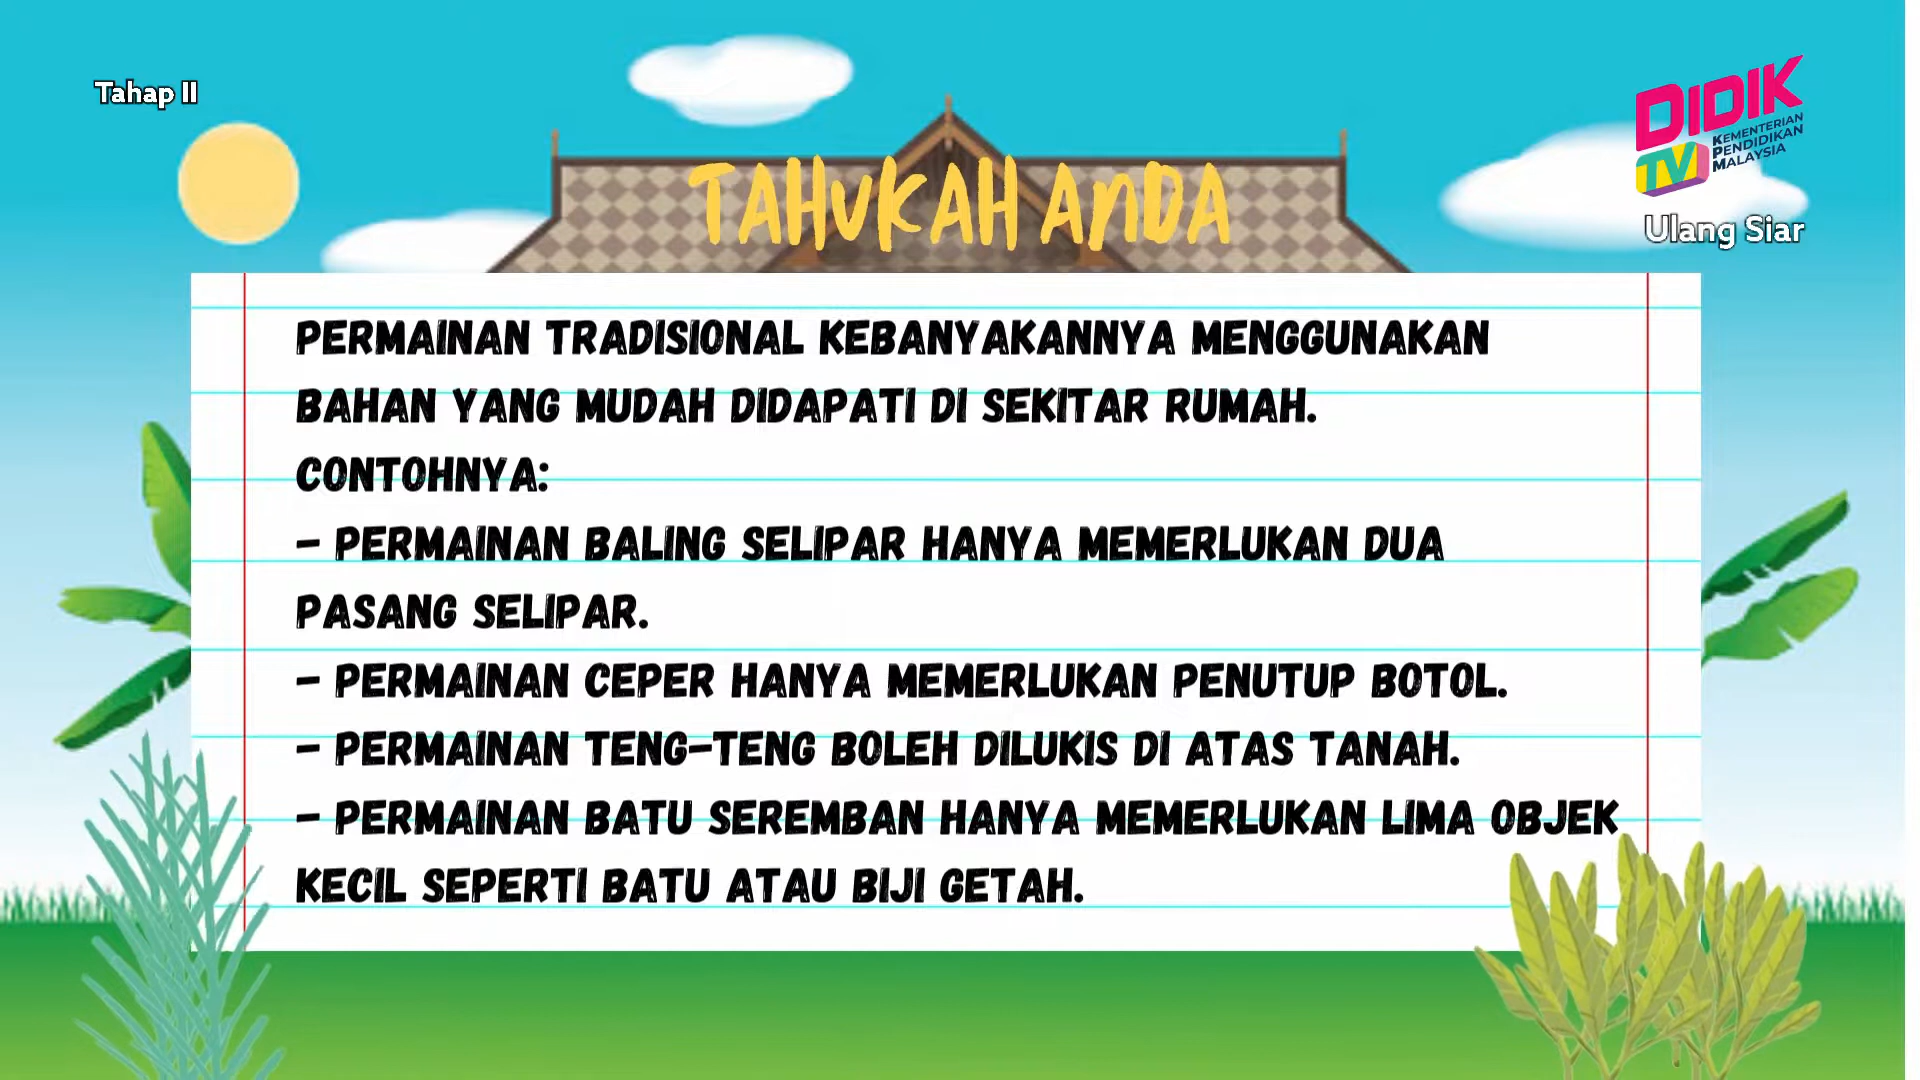 Tahap II
DIDIK
TV
KEMENTERIAN
PENDIDIKAN
MALAYSIA
Ulang Siar
TAHUKAH ANDA
PERMAINAN TRADISIONAL KEBANYAKANNYA MENGGUNAKAN
BAHAN YANG MUDAH DIDAPATI DI SEKITAR RUMAH.
CONTOHNYA:
- PERMAINAN BALING SELIPAR HANYA MEMERLUKAN DUA
PASANG SELIPAR.
- PERMAINAN CEPER HANYA MEMERLUKAN PENUTUP BOTOL.
- PERMAINAN TENG-TENG BOLEH DILUKIS DI ATAS TANAH.
- PERMAINAN BATU SEREMBAN HANYA MEMERLUKAN LIMA OBJEK
KECIL SEPERTI BATU ATAU BIJI GETAH.